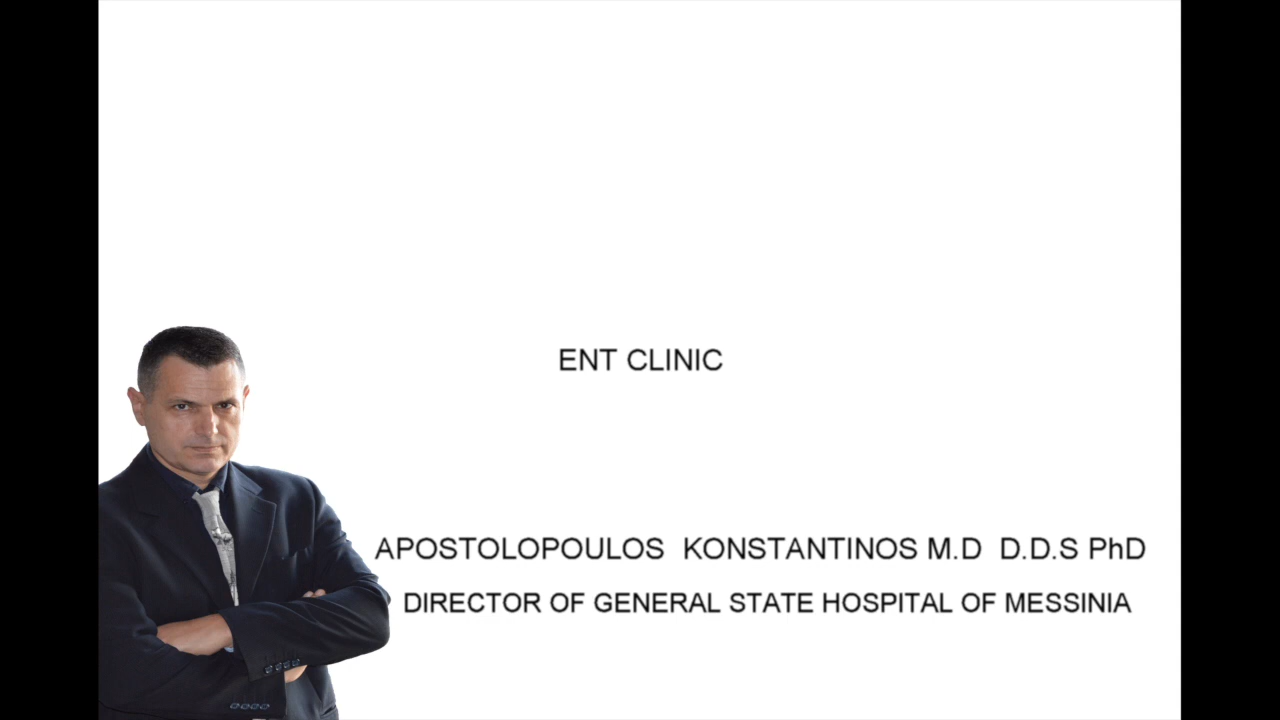 ENT CLINIC
APOSTOLOPOULOS KONSTANTINOS M.D D.D.S PhD
DIRECTOR OF GENERAL STATE HOSPITAL OF MESSINIA